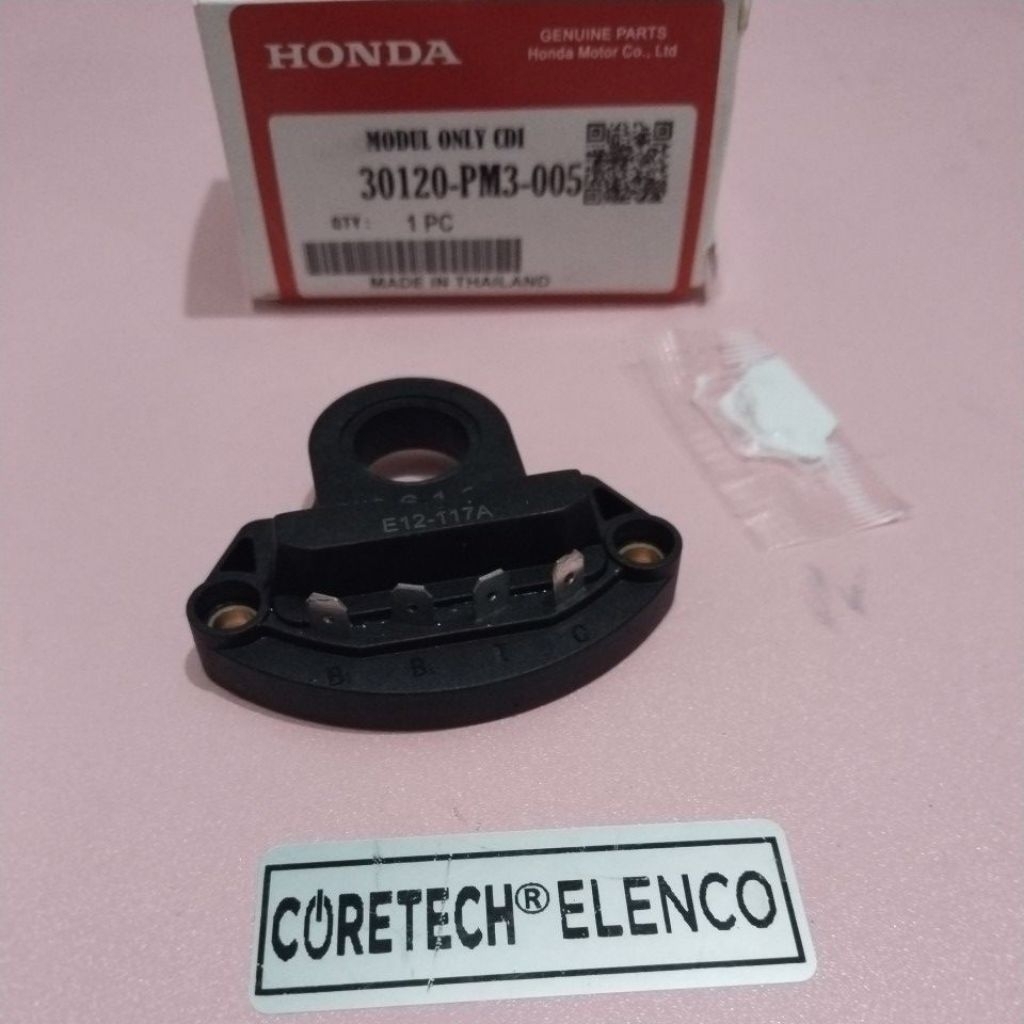 HONDA
GENUINE PARTS
Honda Motor Co., Ltd
MODUL ONLY CDI
30120-PM3-005
QTY : 1 PC
MADE IN THAILAND
E12-117A
B B I C
CORETECH® ELENCO